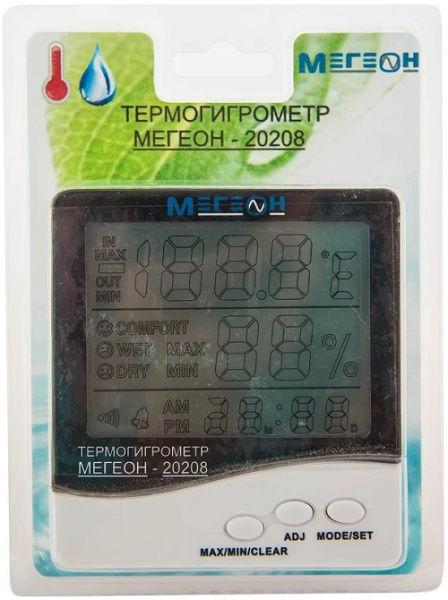 МЕГЕОН
ТЕРМОГИГРОМЕТР
МЕГЕОН - 20208
МЕГЕОН
IN
MAX
OUT
MIN
188.8 °E
COMFORT
WET MAX
DRY MIN
88 %
AM
PM
28:88
M D
ТЕРМОГИГРОМЕТР
МЕГЕОН - 20208
MAX/MIN/CLEAR
ADJ
MODE/SET